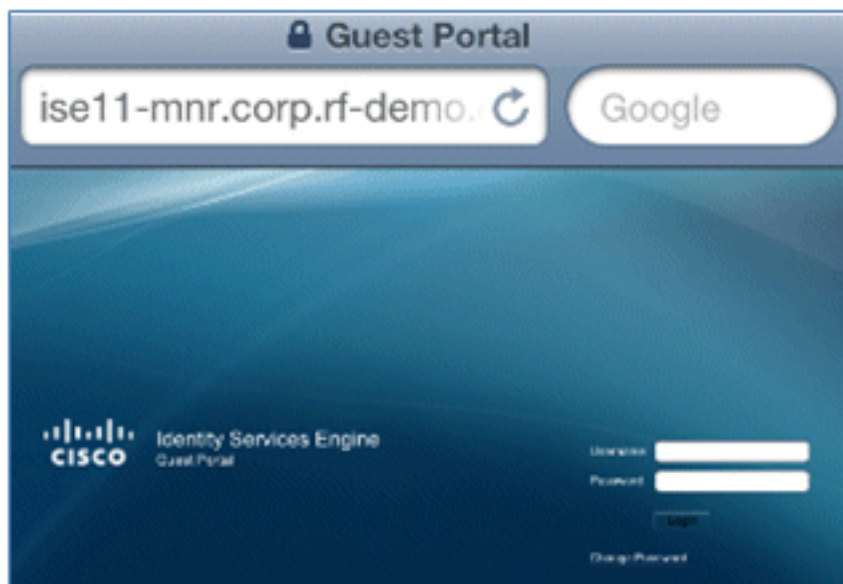 Guest Portal
ise11-mnr.corp.rf-demo.
Google
CISCO
Identity Services Engine
Guest Portal
Username
Password
Login
Change Password